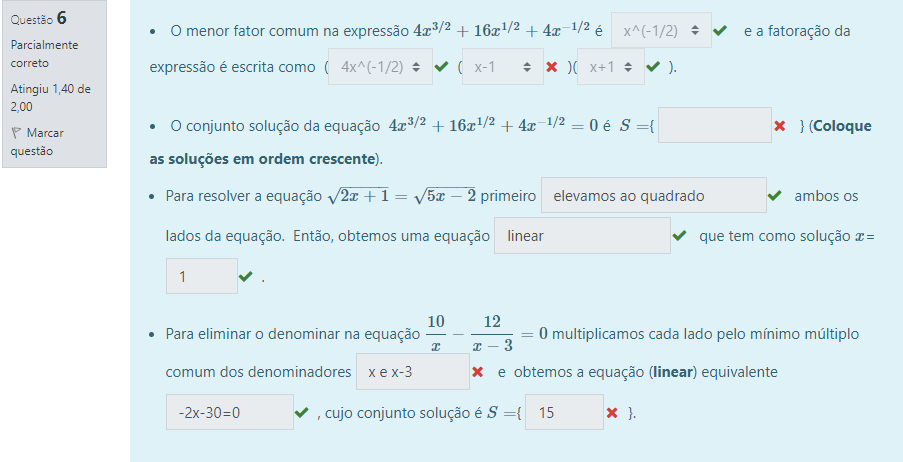 Questão 6
Parcialmente
correto
Atingiu 1,40 de
2,00
Marcar
questão
• O menor fator comum na expressão 4x^{3/2} + 16x^{1/2} + 4x^{−1/2} é x^(-1/2) ✔ e a fatoração da
expressão é escrita como ( 4x^(-1/2) ✔ ( x-1 ✖ )( x+1 ✔ ).
• O conjunto solução da equação 4x^{3/2} + 16x^{1/2} + 4x^{−1/2} = 0 é S ={ ✖ } (Coloque
as soluções em ordem crescente).
• Para resolver a equação √(2x + 1) = √(5x − 2) primeiro elevamos ao quadrado ✔ ambos os
lados da equação. Então, obtemos uma equação linear ✔ que tem como solução x=
1 ✔ .
• Para eliminar o denominar na equação 10/x − 12/(x − 3) = 0 multiplicamos cada lado pelo mínimo múltiplo
comum dos denominadores x e x-3 ✖ e obtemos a equação (linear) equivalente
-2x-30=0 ✔ , cujo conjunto solução é S ={ 15 ✖ }.